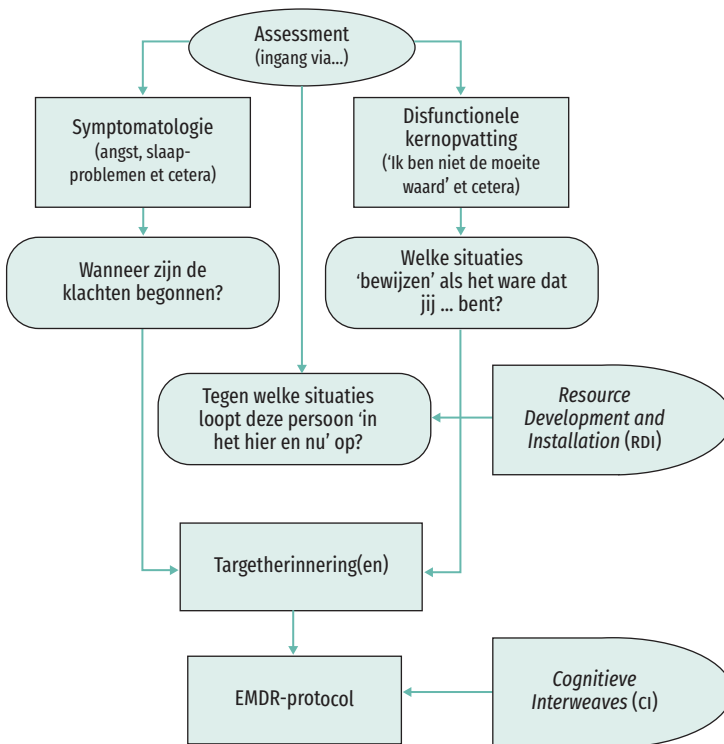 Assessment
(ingang via...)
Symptomatologie
(angst, slaap-
problemen et cetera)
Disfunctionele
kernopvatting
(‘Ik ben niet de moeite
waard’ et cetera)
Wanneer zijn de
klachten begonnen?
Welke situaties
‘bewijzen’ als het ware dat
jij ... bent?
Tegen welke situaties
loopt deze persoon ‘in
het hier en nu’ op?
Resource
Development and
Installation (RDI)
Targetherinnering(en)
EMDR-protocol
Cognitieve
Interweaves (CI)